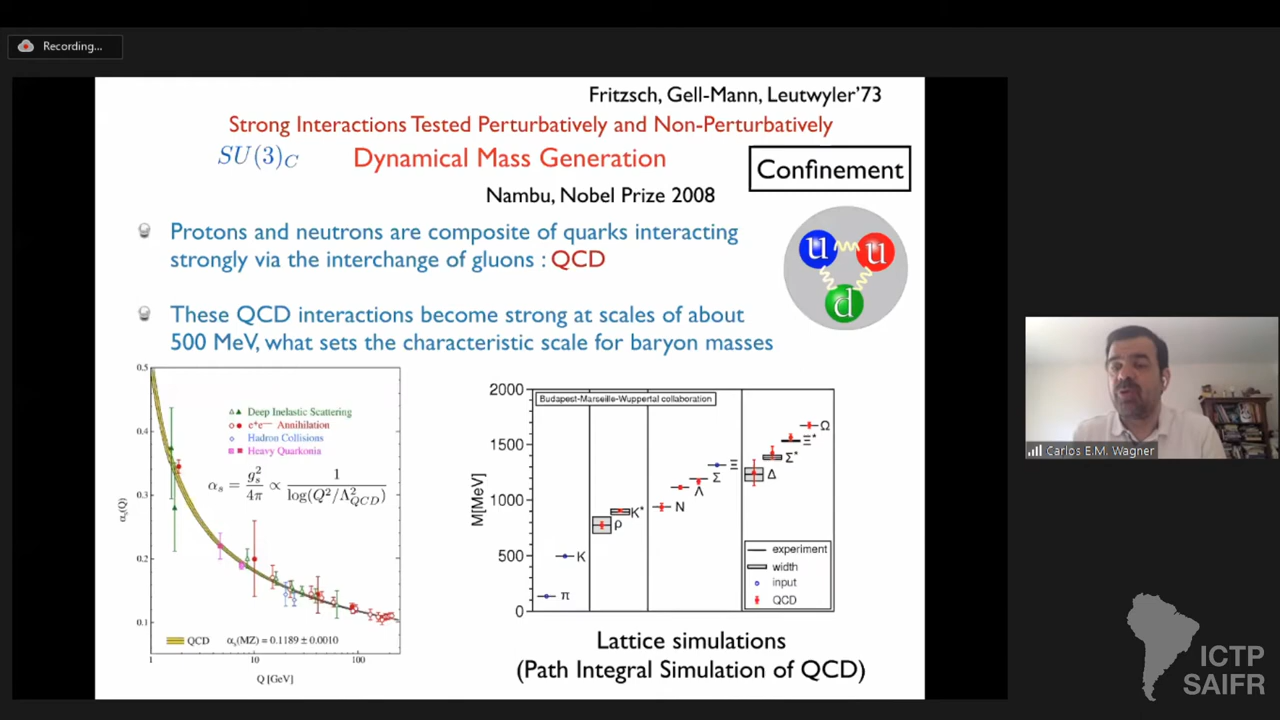 Recording...
Fritzsch, Gell-Mann, Leutwyler'73
Strong Interactions Tested Perturbatively and Non-Perturbatively
SU(3)_C
Dynamical Mass Generation
Confinement
Nambu, Nobel Prize 2008
Protons and neutrons are composite of quarks interacting
strongly via the interchange of gluons : QCD
u u
d
These QCD interactions become strong at scales of about
500 MeV, what sets the characteristic scale for baryon masses
0.5
0.4
0.3
0.2
0.1
α_s(Q)
Deep Inelastic Scattering
e⁺e⁻ Annihilation
Hadron Collisions
Heavy Quarkonia
α_s = g_s²/4π ∝ 1/log(Q²/Λ²_QCD)
QCD α_s(MZ) = 0.1189 ± 0.0010
1 10 100
Q [GeV]
2000
1500
1000
500
0
M[MeV]
Budapest-Marseille-Wuppertal collaboration
π
K
ρ
K*
N
Λ
Σ
Ξ
Δ
Σ*
Ξ*
Ω
experiment
width
input
QCD
Lattice simulations
(Path Integral Simulation of QCD)
Carlos E.M. Wagner
ICTP
SAIFR